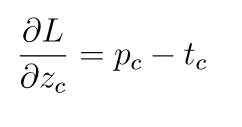 ∂L/∂z_c = p_c − t_c